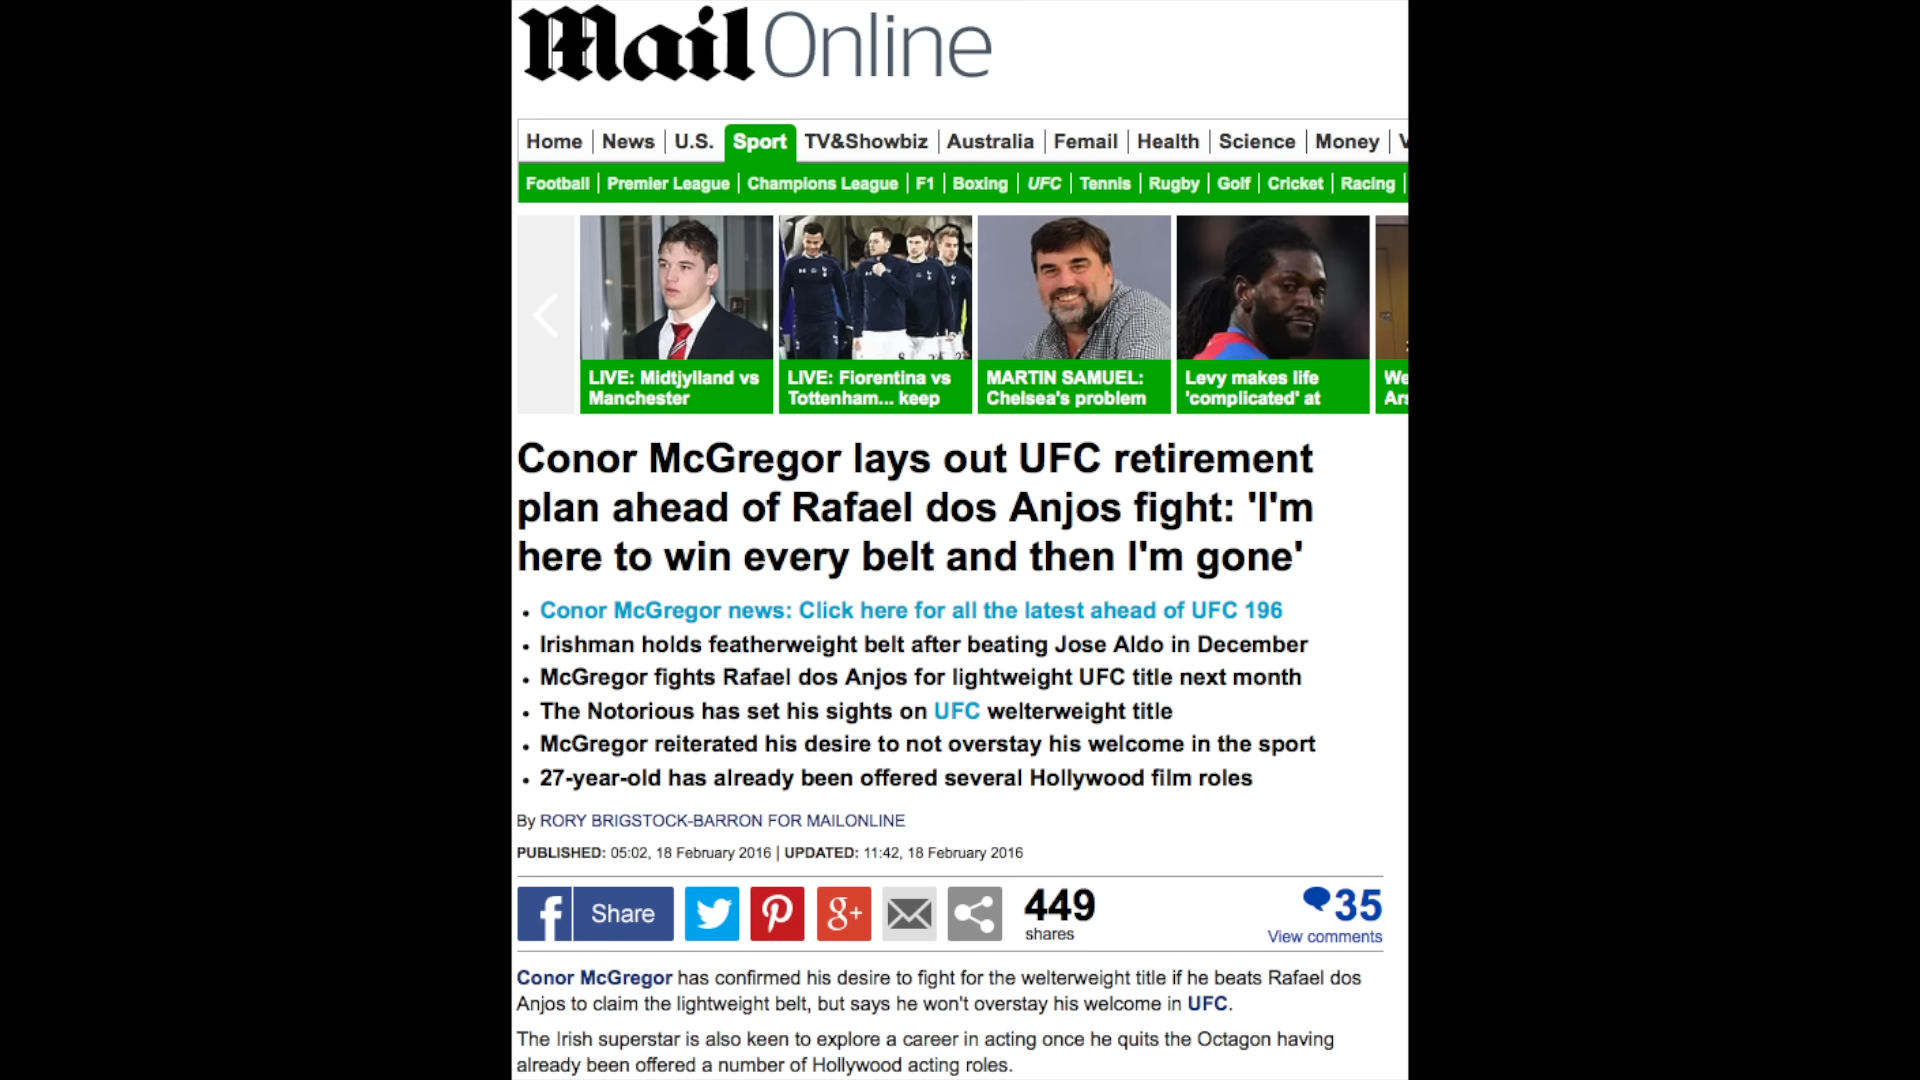 Mail Online
Home | News | U.S. | Sport | TV&Showbiz | Australia | Femail | Health | Science | Money | V
Football | Premier League | Champions League | F1 | Boxing | UFC | Tennis | Rugby | Golf | Cricket | Racing |
LIVE: Midtjylland vs
Manchester
LIVE: Fiorentina vs
Tottenham... keep
MARTIN SAMUEL:
Chelsea's problem
Levy makes life
'complicated' at
We
Ars
Conor McGregor lays out UFC retirement
plan ahead of Rafael dos Anjos fight: 'I'm
here to win every belt and then I'm gone'
• Conor McGregor news: Click here for all the latest ahead of UFC 196
• Irishman holds featherweight belt after beating Jose Aldo in December
• McGregor fights Rafael dos Anjos for lightweight UFC title next month
• The Notorious has set his sights on UFC welterweight title
• McGregor reiterated his desire to not overstay his welcome in the sport
• 27-year-old has already been offered several Hollywood film roles
By RORY BRIGSTOCK-BARRON FOR MAILONLINE
PUBLISHED: 05:02, 18 February 2016 | UPDATED: 11:42, 18 February 2016
f Share g+ 449 35
shares View comments
Conor McGregor has confirmed his desire to fight for the welterweight title if he beats Rafael dos
Anjos to claim the lightweight belt, but says he won't overstay his welcome in UFC.
The Irish superstar is also keen to explore a career in acting once he quits the Octagon having
already been offered a number of Hollywood acting roles.